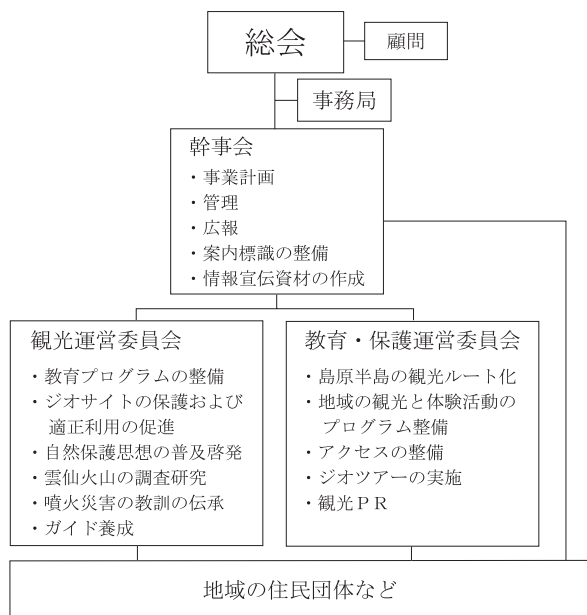 総会
顧問
事務局
幹事会
・事業計画
・管理
・広報
・案内標識の整備
・情報宣伝資材の作成
観光運営委員会
・教育プログラムの整備
・ジオサイトの保護および
適正利用の促進
・自然保護思想の普及啓発
・雲仙火山の調査研究
・噴火災害の教訓の伝承
・ガイド養成
教育・保護運営委員会
・島原半島の観光ルート化
・地域の観光と体験活動の
プログラム整備
・アクセスの整備
・ジオツアーの実施
・観光ＰＲ
地域の住民団体など